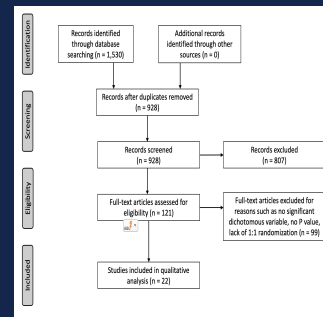 Identification
Records identified
through database
searching (n = 1,530)
Additional records
identified through other
sources (n = 0)
Screening
Records after duplicates removed
(n = 928)
Records screened
(n = 928)
Records excluded
(n = 807)
Eligibility
Full-text articles assessed for
eligibility (n = 121)
Full-text articles excluded for
reasons such as no significant
dichotomous variable, no P value,
lack of 1:1 randomization (n = 99)
Included
Studies included in qualitative
analysis (n = 22)